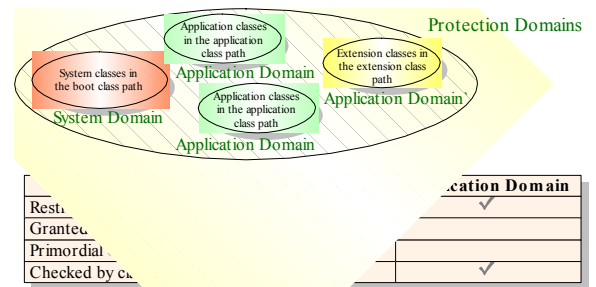 Protection Domains
Application classes
in the application
class path
Application Domain
Extension classes in
the extension class
path
Application Domain`
System classes in
the boot class path
System Domain
Application classes
in the application
class path
Application Domain
Domain
Granted
Primordial
Checked by